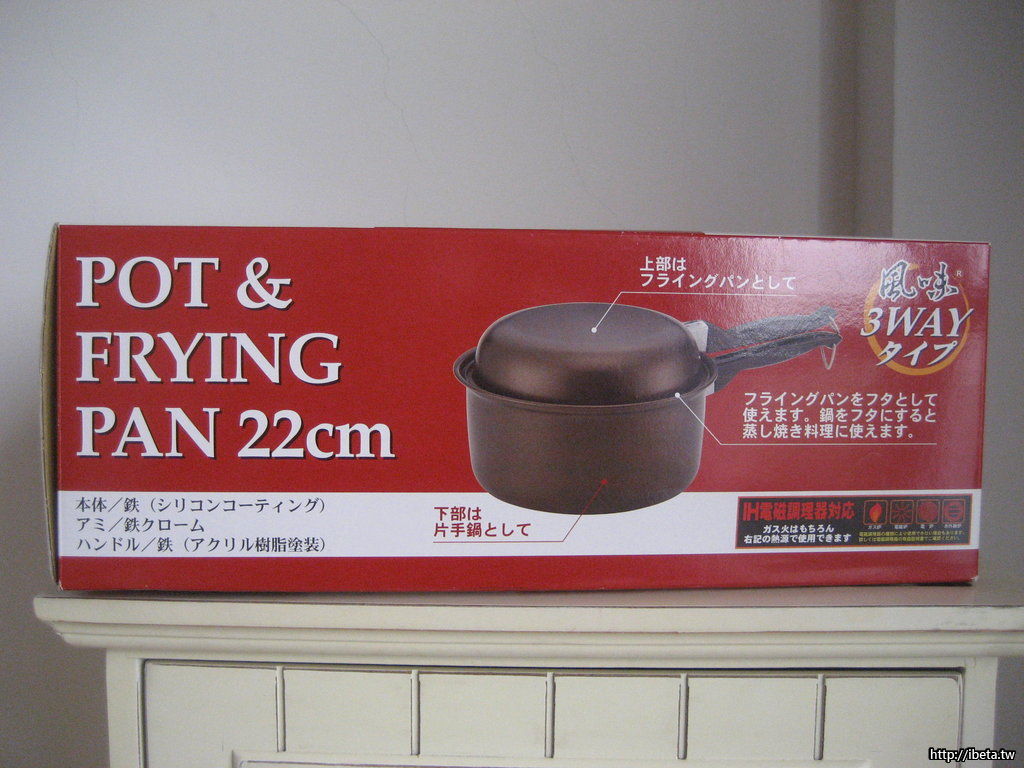 POT &
FRYING
PAN 22cm
上部は
フライングパンとして
風味®
3WAY
タイプ
フライングパンをフタとして
使えます。鍋をフタにすると
蒸し焼き料理に使えます。
本体／鉄（シリコンコーティング）
アミ／鉄クローム
ハンドル／鉄（アクリル樹脂塗装）
下部は
片手鍋として
IH電磁調理器対応
ガス火はもちろん
右記の熱源で使用できます
http://ibeta.tw